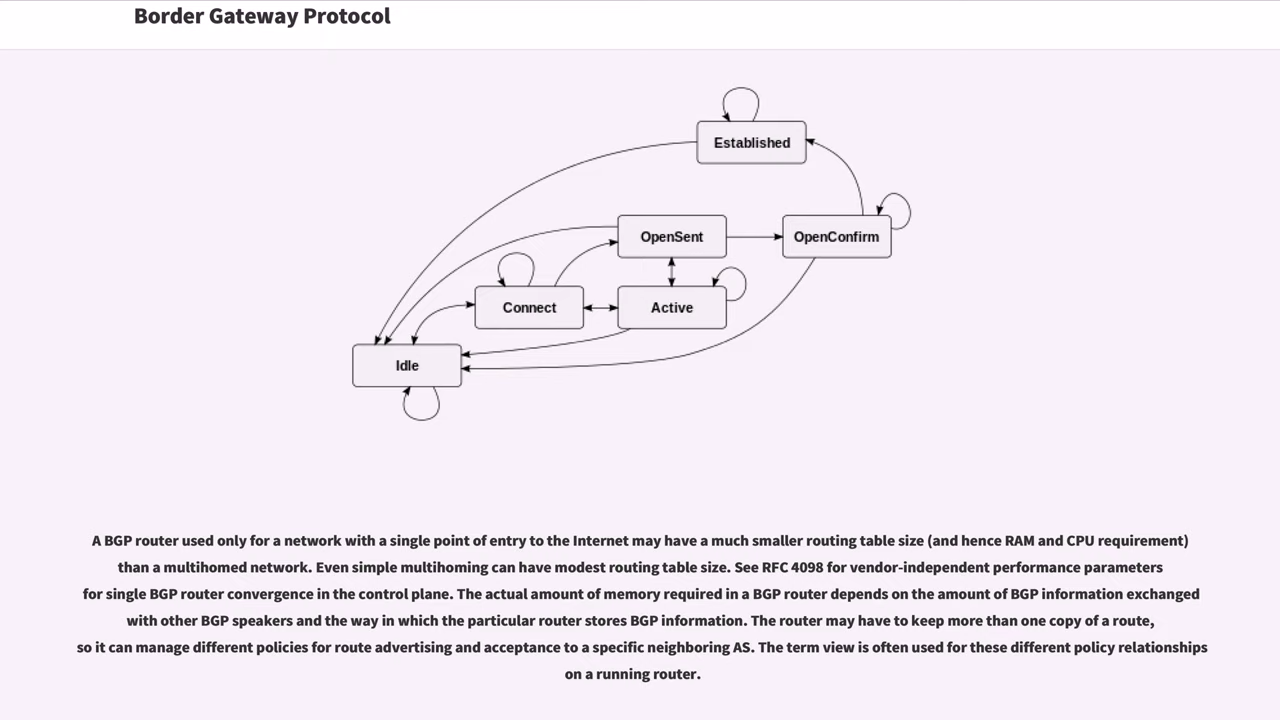 Border Gateway Protocol
Established
OpenSent
OpenConfirm
Connect
Active
Idle
A BGP router used only for a network with a single point of entry to the Internet may have a much smaller routing table size (and hence RAM and CPU requirement)
than a multihomed network. Even simple multihoming can have modest routing table size. See RFC 4098 for vendor-independent performance parameters
for single BGP router convergence in the control plane. The actual amount of memory required in a BGP router depends on the amount of BGP information exchanged
with other BGP speakers and the way in which the particular router stores BGP information. The router may have to keep more than one copy of a route,
so it can manage different policies for route advertising and acceptance to a specific neighboring AS. The term view is often used for these different policy relationships
on a running router.